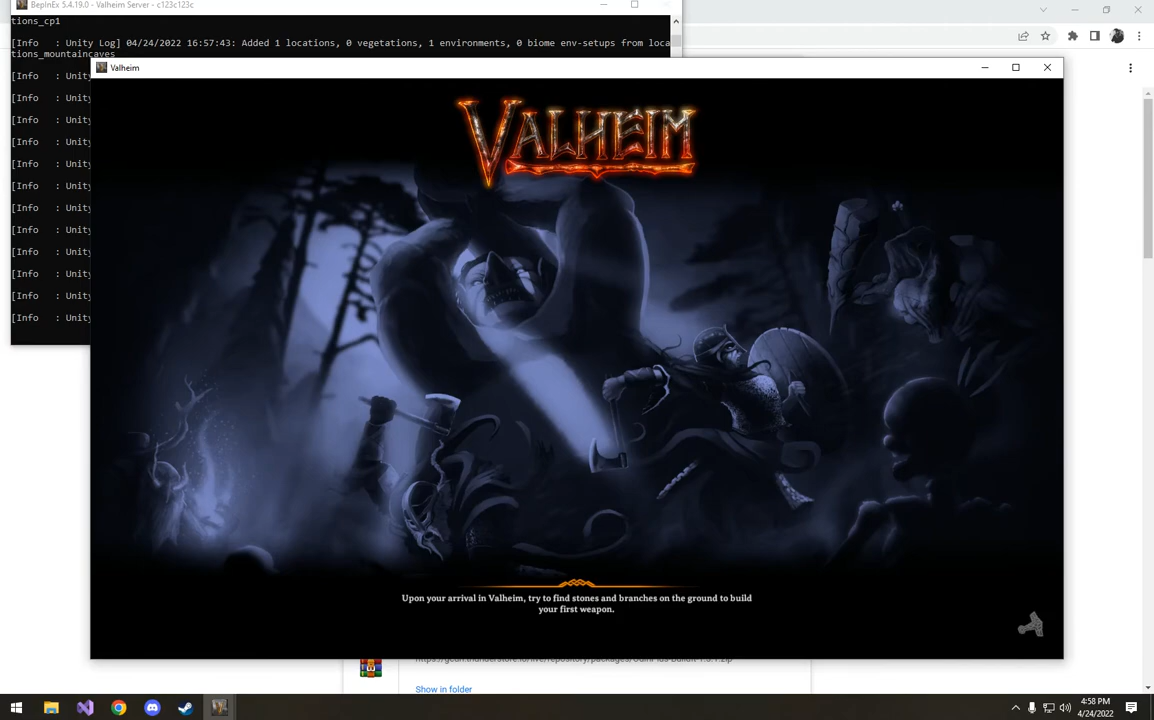 BepInEx 5.4.19.0 - Valheim Server - c123c123c
tions_cp1
[Info : Unity Log] 04/24/2022 16:57:43: Added 1 locations, 0 vegetations, 1 environments, 0 biome env-setups from loca
tions_mountaincaves
[Info : Unity
[Info : Unity
[Info : Unity
[Info : Unity
[Info : Unity
[Info : Unity
[Info : Unity
[Info : Unity
[Info : Unity
[Info : Unity
[Info : Unity
[Info : Unity
Valheim
VALHEIM
Upon your arrival in Valheim, try to find stones and branches on the ground to build
your first weapon.
Show in folder
4:58 PM
4/24/2022